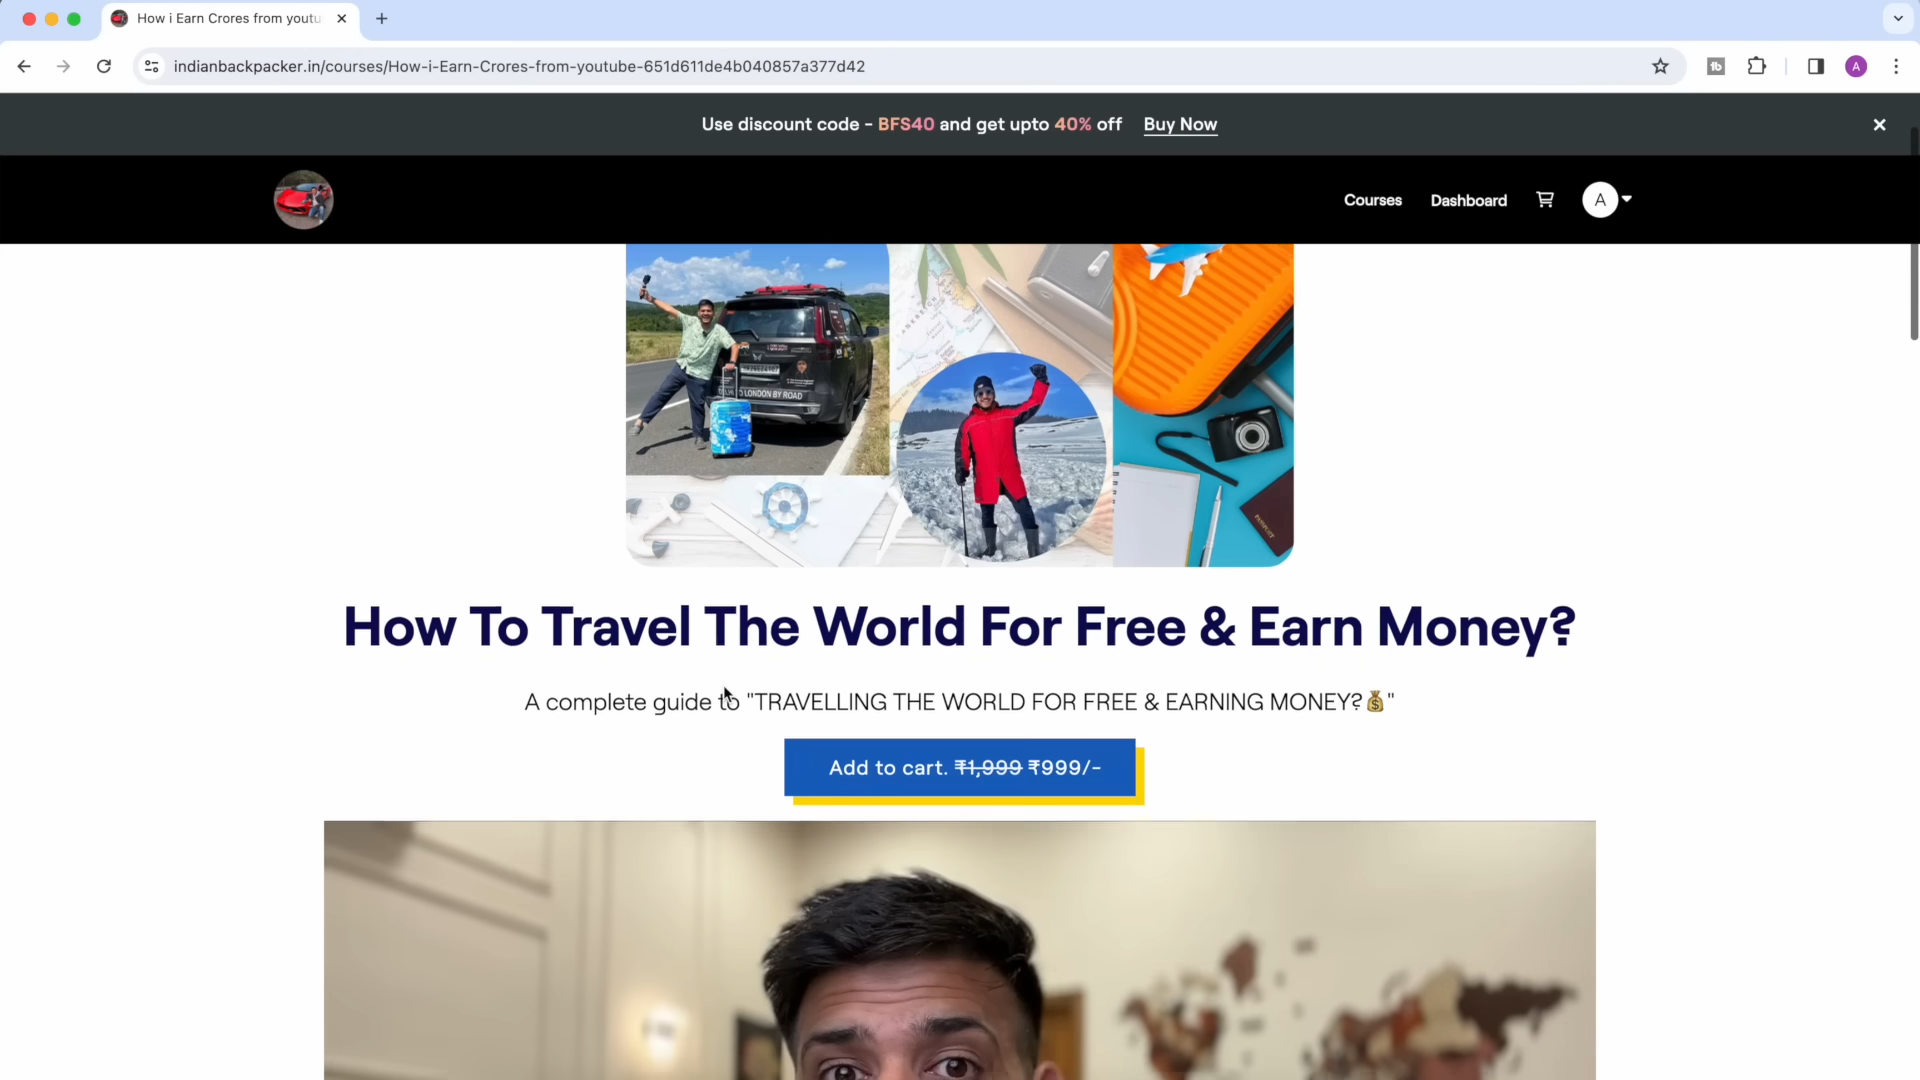 How i Earn Crores from youtu
indianbackpacker.in/courses/How-i-Earn-Crores-from-youtube-651d611de4b040857a377d42
A
Use discount code - BFS40 and get upto 40% off Buy Now
Courses Dashboard A
LONDON BY ROAD
PASSPORT
How To Travel The World For Free & Earn Money?
A complete guide to "TRAVELLING THE WORLD FOR FREE & EARNING MONEY?💰"
Add to cart. ₹1,999 ₹999/-